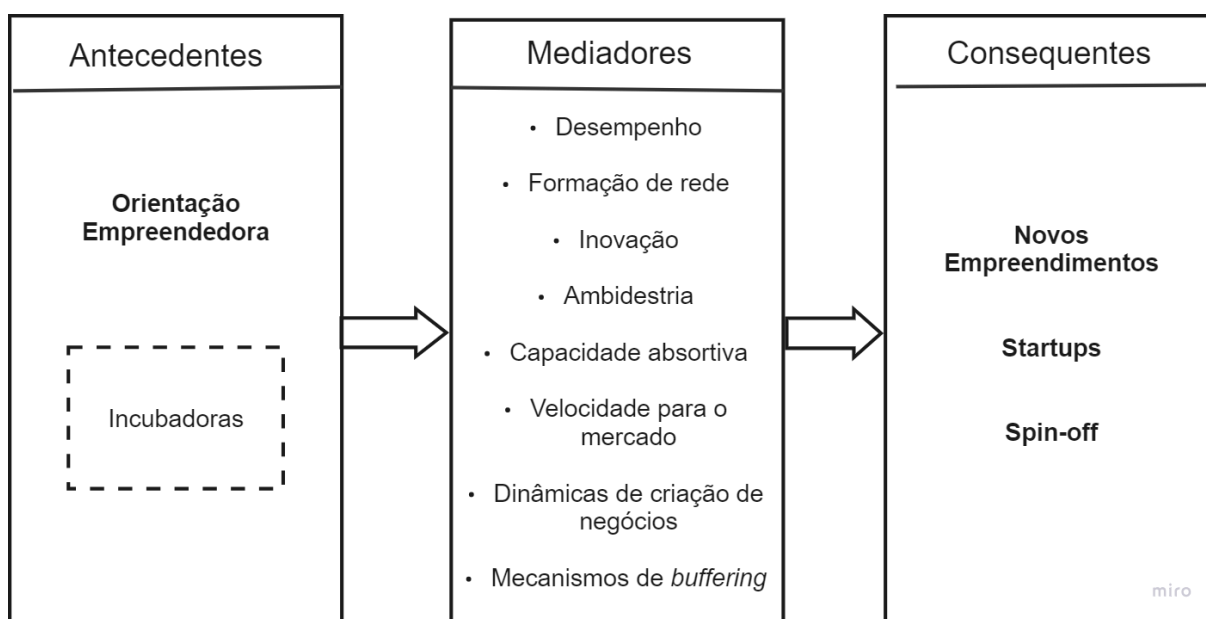 Antecedentes
Orientação
Empreendedora
Incubadoras
Mediadores
• Desempenho
• Formação de rede
• Inovação
• Ambidestria
• Capacidade absortiva
• Velocidade para o
mercado
• Dinâmicas de criação de
negócios
• Mecanismos de buffering
Consequentes
Novos
Empreendimentos
Startups
Spin-off
miro